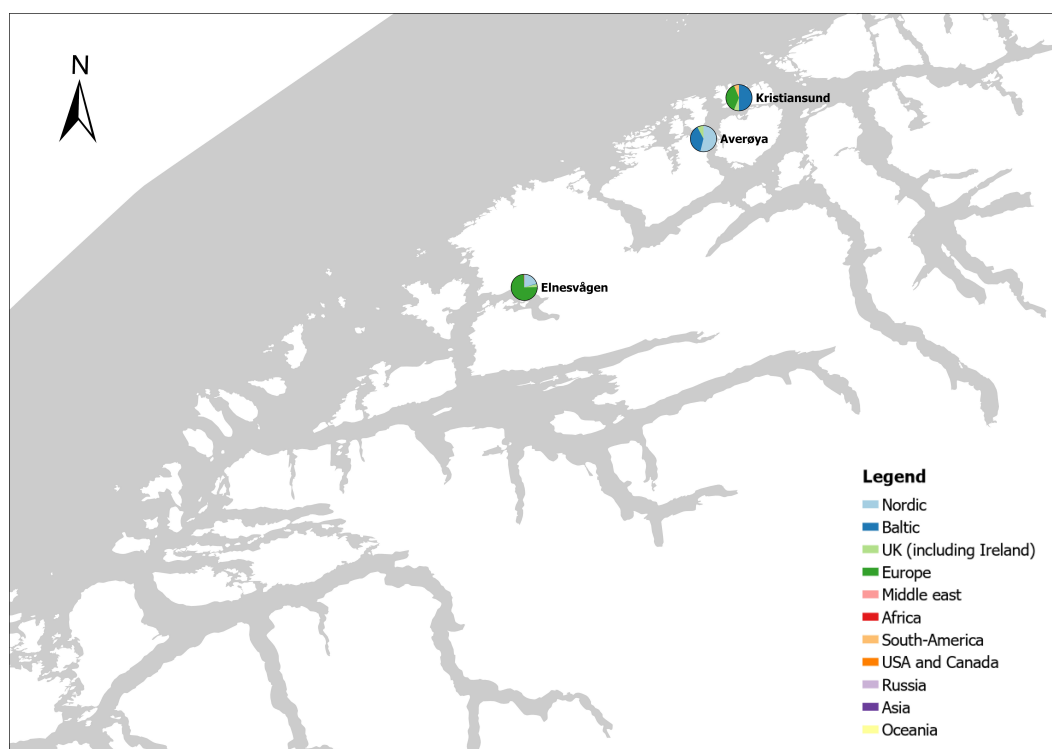 N
Kristiansund
Averøya
Elnesvågen
Legend
Nordic
Baltic
UK (including Ireland)
Europe
Middle east
Africa
South-America
USA and Canada
Russia
Asia
Oceania